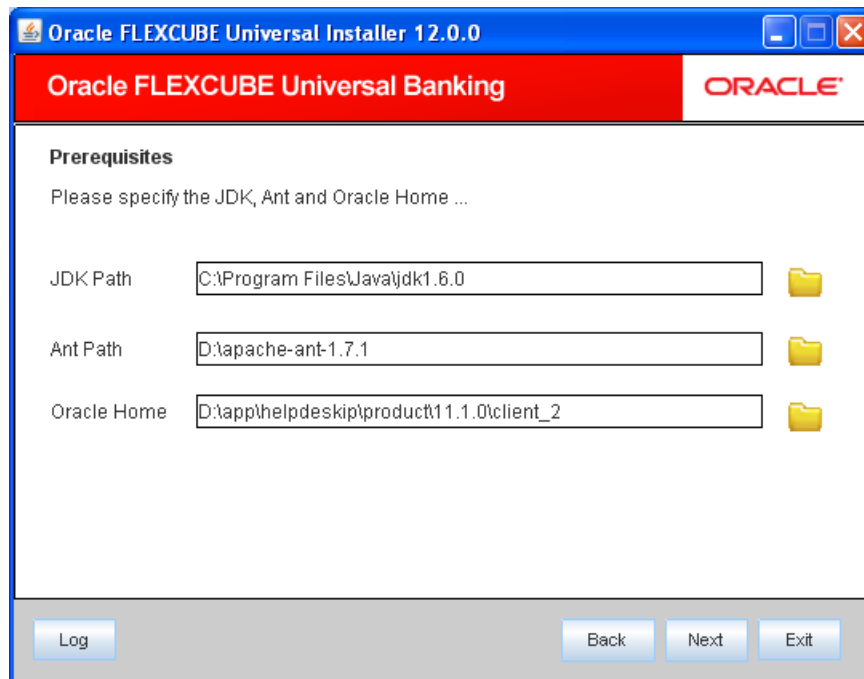 Oracle FLEXCUBE Universal Installer 12.0.0
Oracle FLEXCUBE Universal Banking
ORACLE
Prerequisites
Please specify the JDK, Ant and Oracle Home ...
JDK Path C:\Program Files\Java\jdk1.6.0
Ant Path D:\apache-ant-1.7.1
Oracle Home D:\app\helpdeskip\product\11.1.0\client_2
Log Back Next Exit